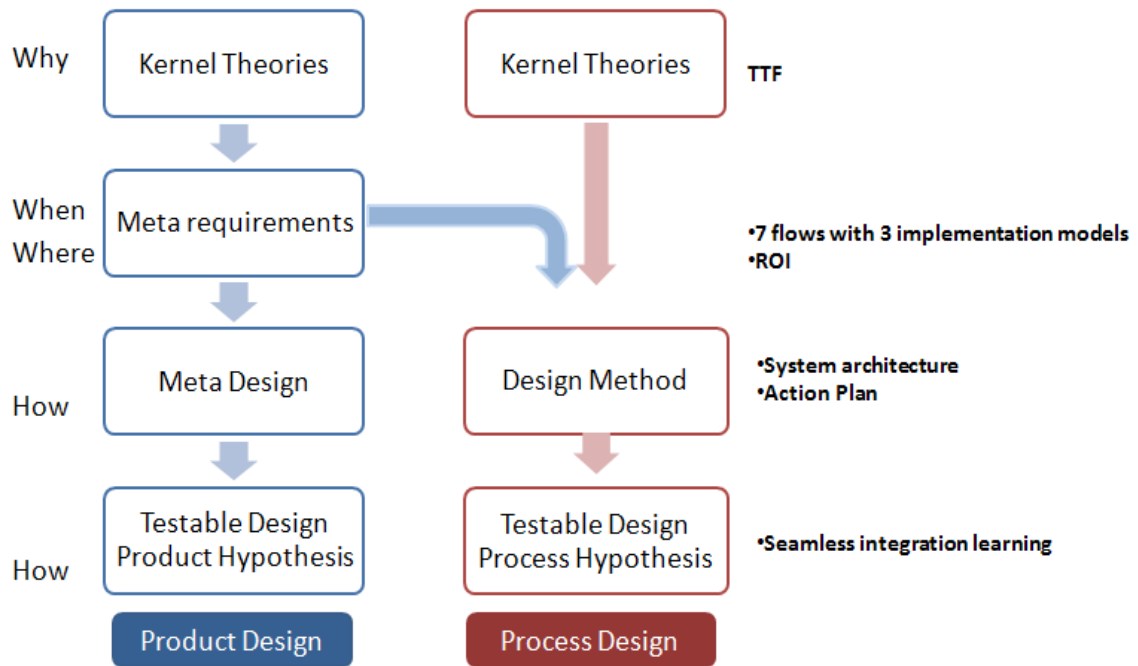 Why
Kernel Theories
Kernel Theories
TTF
When
Where
Meta requirements
•7 flows with 3 implementation models
•ROI
How
Meta Design
Design Method
•System architecture
•Action Plan
How
Testable Design
Product Hypothesis
Testable Design
Process Hypothesis
•Seamless integration learning
Product Design
Process Design